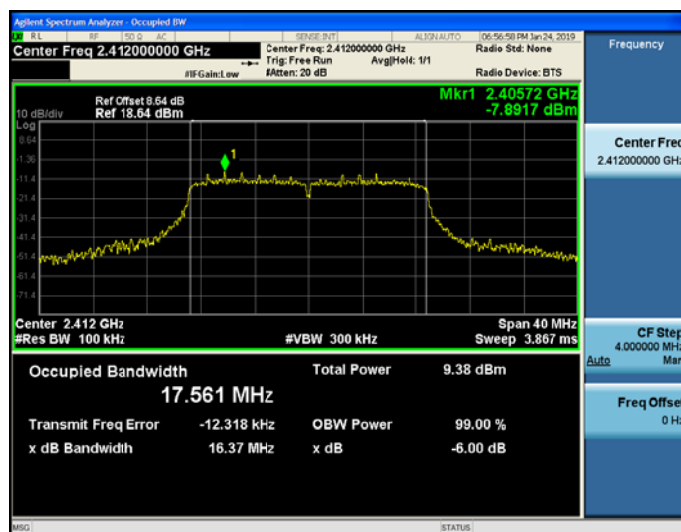 Agilent Spectrum Analyzer - Occupied BW
LXI RL RF 50 Ω AC SENSE:INT ALIGN AUTO 06:56:58 PM Jan 24, 2019
Center Freq 2.412000000 GHz
Center Freq: 2.412000000 GHz
Radio Std: None
Trig: Free Run Avg|Hold: 1/1
#IFGain:Low
#Atten: 20 dB
Radio Device: BTS
Frequency
Ref Offset 8.64 dB
Mkr1 2.40572 GHz
10 dB/div Ref 18.64 dBm
-7.8917 dBm
Log
8.64
-1.36
-11.4
-21.4
-31.4
-41.4
-51.4
-61.4
-71.4
1
Center 2.412 GHz
Span 40 MHz
#Res BW 100 kHz
#VBW 300 kHz
Sweep 3.867 ms
Occupied Bandwidth
Total Power 9.38 dBm
17.561 MHz
Transmit Freq Error -12.318 kHz
OBW Power 99.00 %
x dB Bandwidth 16.37 MHz
x dB -6.00 dB
Center Freq
2.412000000 GHz
CF Step
4.000000 MHz
Auto Man
Freq Offset
0 Hz
MSG
STATUS